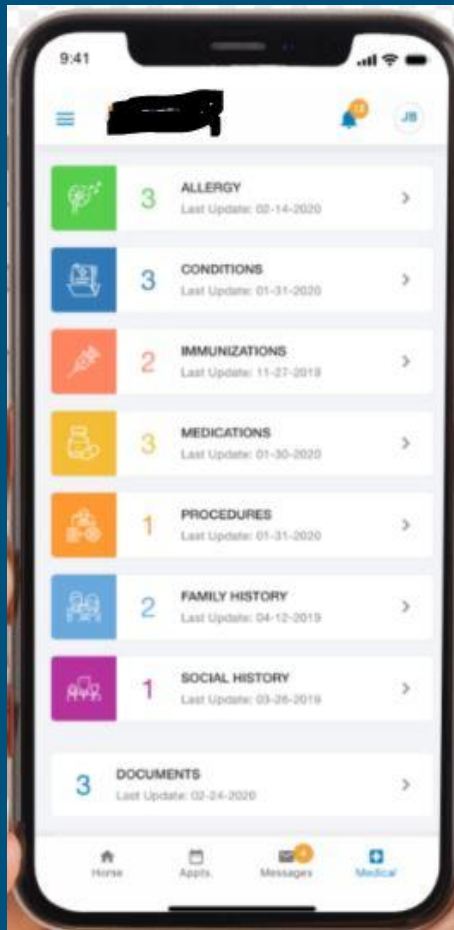 9:41
JB
3 ALLERGY
Last Update: 02-14-2020
3 CONDITIONS
Last Update: 01-31-2020
2 IMMUNIZATIONS
Last Update: 11-27-2019
3 MEDICATIONS
Last Update: 01-30-2020
1 PROCEDURES
Last Update: 01-31-2020
2 FAMILY HISTORY
Last Update: 04-12-2019
1 SOCIAL HISTORY
Last Update: 03-26-2019
3 DOCUMENTS
Last Update: 02-24-2020
Home Appts. Messages Medical